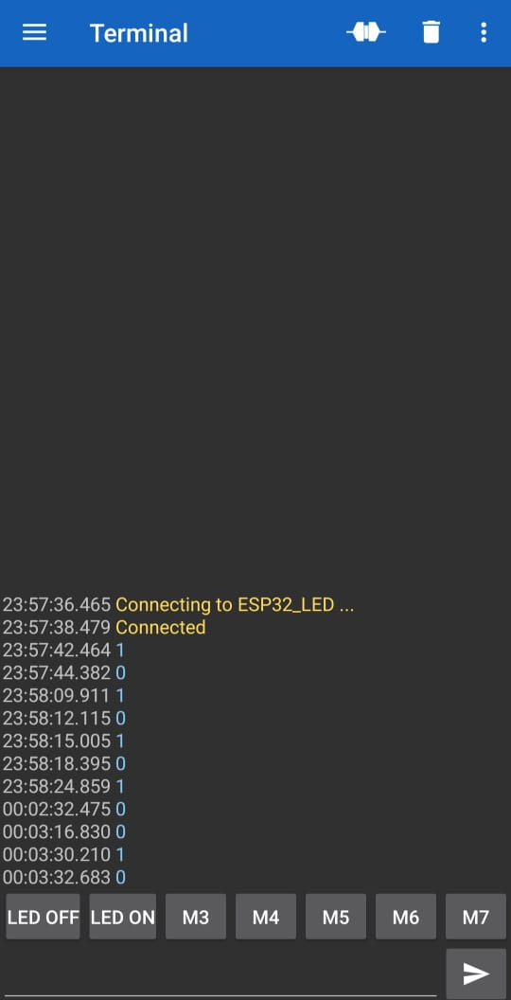 Terminal
23:57:36.465 Connecting to ESP32_LED ...
23:57:38.479 Connected
23:57:42.464 1
23:57:44.382 0
23:58:09.911 1
23:58:12.115 0
23:58:15.005 1
23:58:18.395 0
23:58:24.859 1
00:02:32.475 0
00:03:16.830 0
00:03:30.210 1
00:03:32.683 0
LED OFF LED ON M3 M4 M5 M6 M7